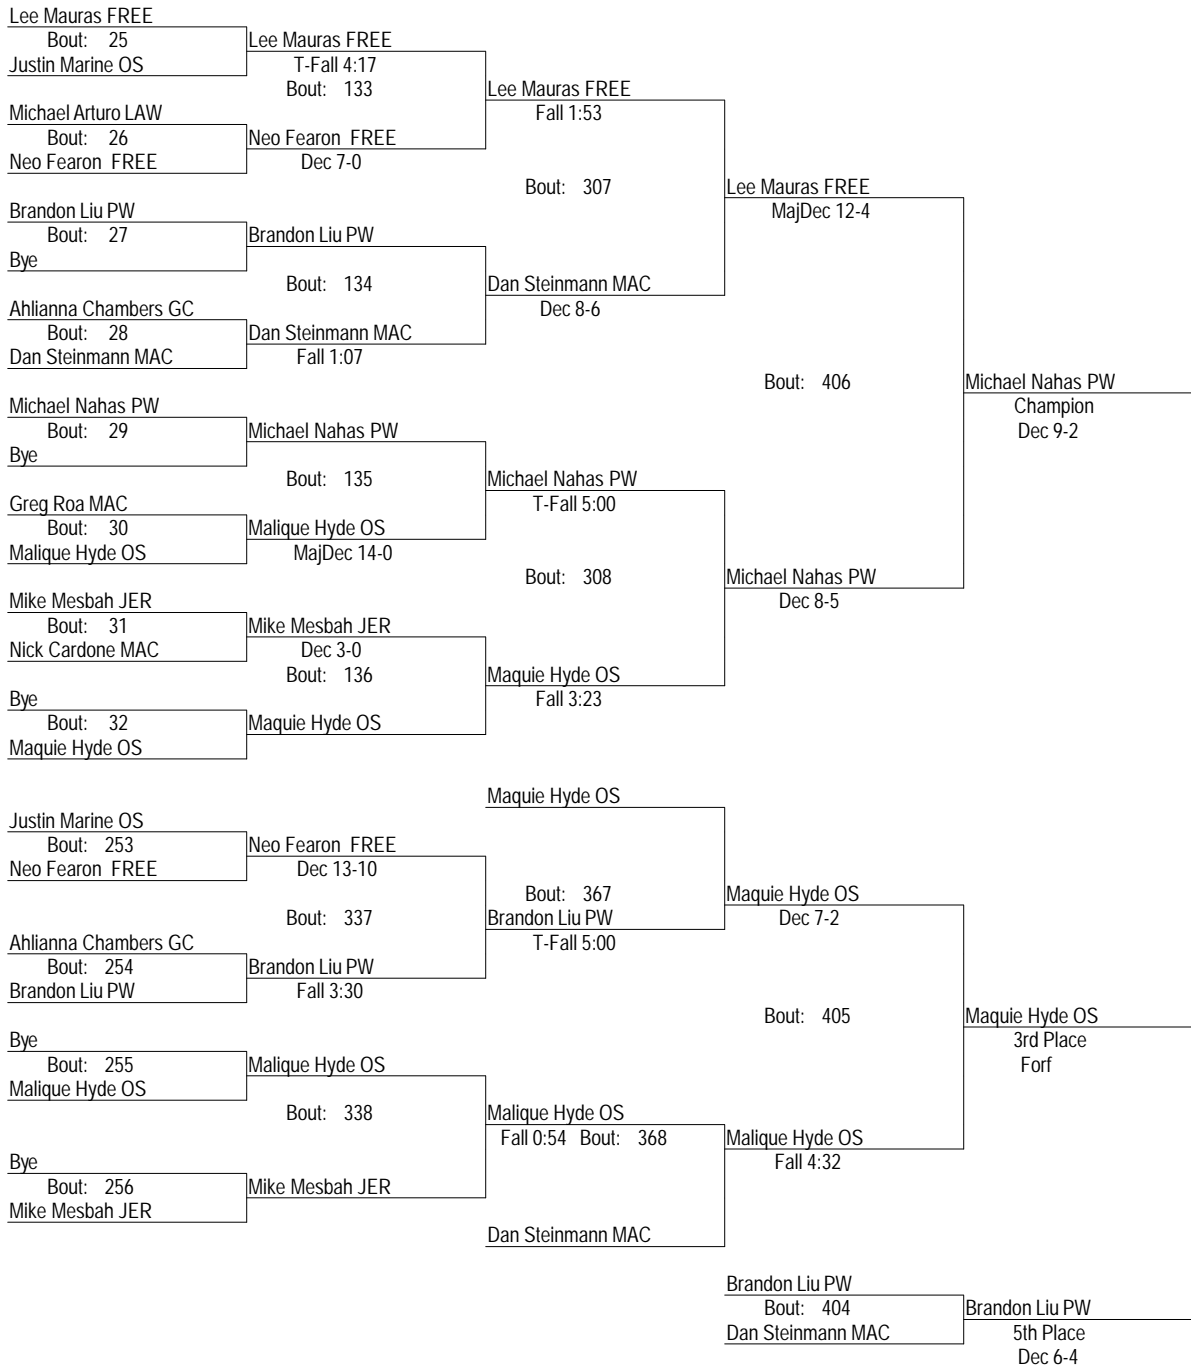 Lee Mauras FREE
Bout: 25
Justin Marine OS
Lee Mauras FREE
T-Fall 4:17
Bout: 133
Michael Arturo LAW
Bout: 26
Neo Fearon FREE
Neo Fearon FREE
Dec 7-0
Lee Mauras FREE
Fall 1:53
Bout: 307
Brandon Liu PW
Bout: 27
Bye
Brandon Liu PW
Bout: 134
Ahlianna Chambers GC
Bout: 28
Dan Steinmann MAC
Dan Steinmann MAC
Fall 1:07
Dan Steinmann MAC
Dec 8-6
Lee Mauras FREE
MajDec 12-4
Bout: 406
Michael Nahas PW
Champion
Dec 9-2
Michael Nahas PW
Bout: 29
Bye
Michael Nahas PW
Bout: 135
Greg Roa MAC
Bout: 30
Malique Hyde OS
Malique Hyde OS
MajDec 14-0
Michael Nahas PW
T-Fall 5:00
Bout: 308
Michael Nahas PW
Dec 8-5
Mike Mesbah JER
Bout: 31
Nick Cardone MAC
Mike Mesbah JER
Dec 3-0
Bout: 136
Bye
Bout: 32
Maquie Hyde OS
Maquie Hyde OS
Maquie Hyde OS
Fall 3:23
Maquie Hyde OS
Justin Marine OS
Bout: 253
Neo Fearon FREE
Neo Fearon FREE
Dec 13-10
Bout: 337
Ahlianna Chambers GC
Bout: 254
Brandon Liu PW
Brandon Liu PW
Fall 3:30
Bout: 367
Brandon Liu PW
T-Fall 5:00
Maquie Hyde OS
Dec 7-2
Bout: 405
Maquie Hyde OS
3rd Place
Forf
Bye
Bout: 255
Malique Hyde OS
Malique Hyde OS
Bout: 338
Bye
Bout: 256
Mike Mesbah JER
Mike Mesbah JER
Malique Hyde OS
Fall 0:54 Bout: 368
Malique Hyde OS
Fall 4:32
Dan Steinmann MAC
Brandon Liu PW
Bout: 404
Dan Steinmann MAC
Brandon Liu PW
5th Place
Dec 6-4